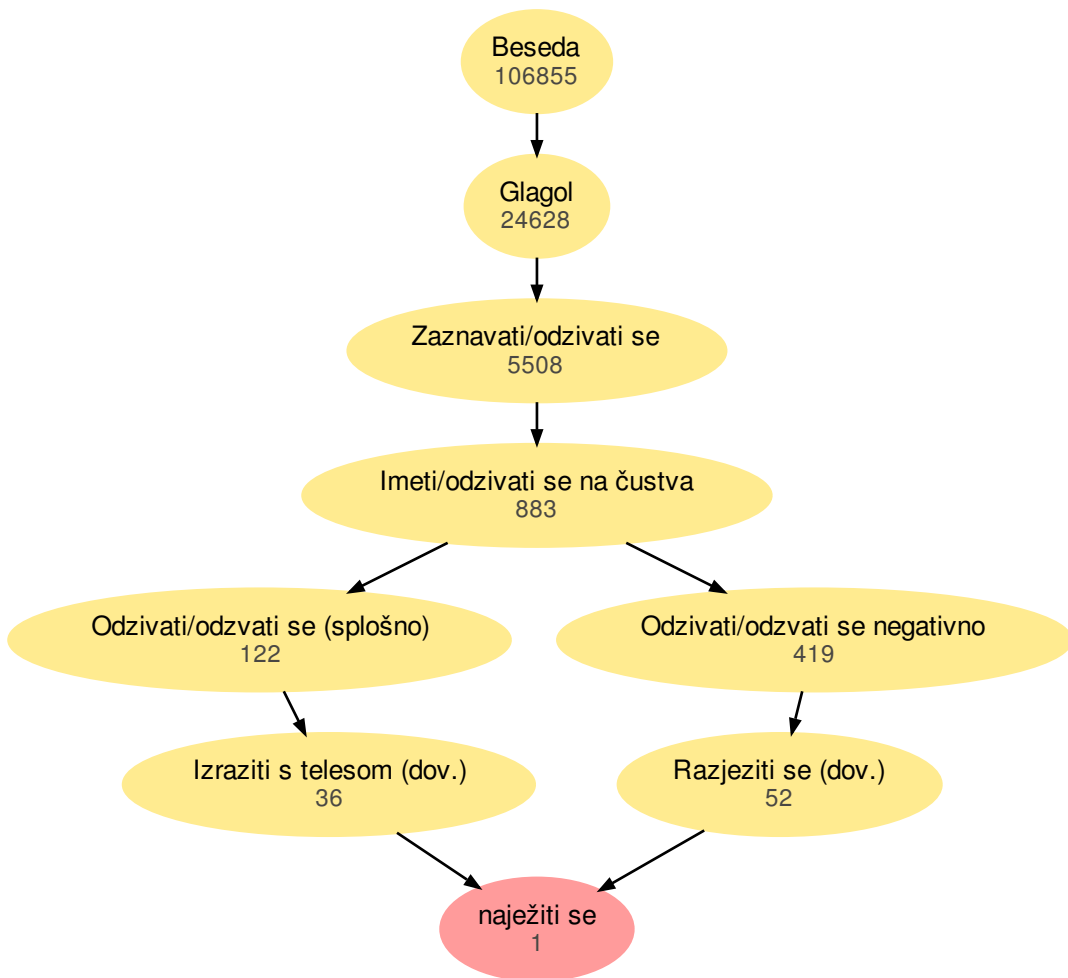 Beseda
106855
Glagol
24628
Zaznavati/odzivati se
5508
Imeti/odzivati se na čustva
883
Odzivati/odzvati se (splošno)
122
Odzivati/odzvati se negativno
419
Izraziti s telesom (dov.)
36
Razjeziti se (dov.)
52
naježiti se
1